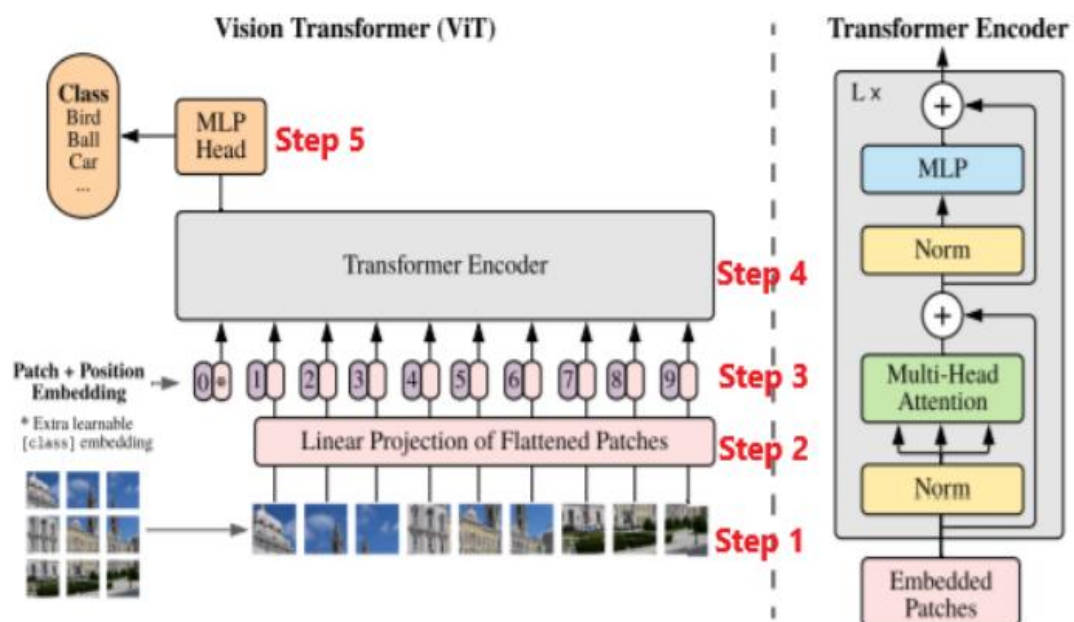 Vision Transformer (ViT)
Class
Bird
Ball
Car
...
MLP
Head
Step 5
Transformer Encoder
Step 4
Patch + Position
Embedding
0 * 1 2 3 4 5 6 7 8 9
Step 3
* Extra learnable
[class] embedding
Linear Projection of Flattened Patches
Step 2
Step 1
Transformer Encoder
L ×
+
MLP
Norm
+
Multi-Head
Attention
Norm
Embedded
Patches